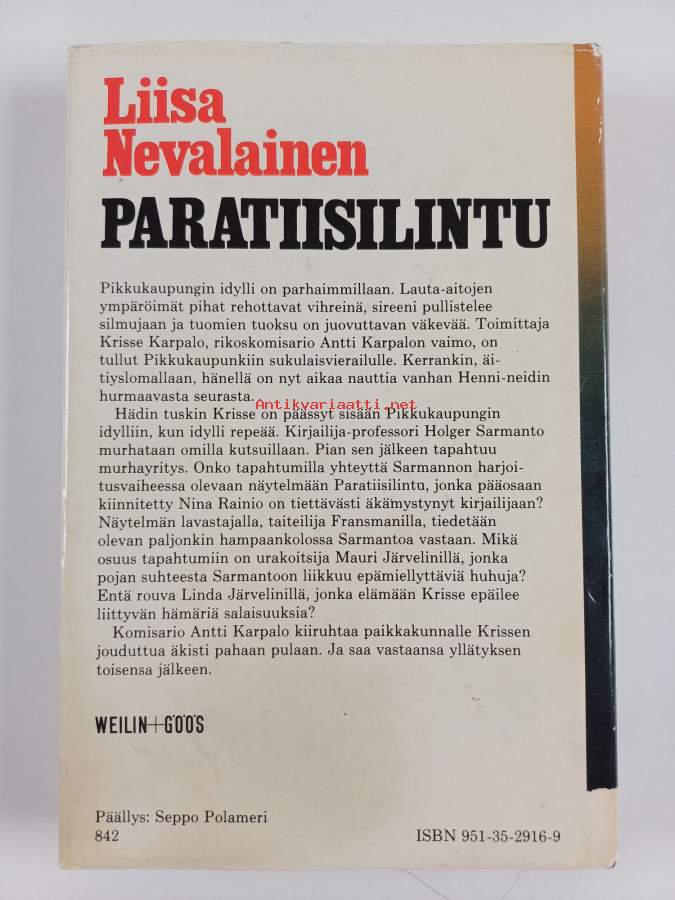 Liisa
Nevalainen
PARATIISILINTU
Pikkukaupungin idylli on parhaimmillaan. Lauta-aitojen
ympäröimät pihat rehottavat vihreinä, sireeni pullistelee
silmujaan ja tuomien tuoksu on juovuttavan väkevää. Toimittaja
Krisse Karpalo, rikoskomisario Antti Karpalon vaimo, on
tullut Pikkukaupunkiin sukulaisvierailulle. Kerrankin, äi-
tiyslomallaan, hänellä on nyt aikaa nauttia vanhan Henni-neidin
hurmaavasta seurasta.
Antikvariaatti.net
Hädin tuskin Krisse on päässyt sisään Pikkukaupungin
idylliin, kun idylli repeää. Kirjailija-professori Holger Sarmanto
murhataan omilla kutsuillaan. Pian sen jälkeen tapahtuu
murhayritys. Onko tapahtumilla yhteyttä Sarmannon harjoi-
tusvaiheessa olevaan näytelmään Paratiisilintu, jonka pääosaan
kiinnitetty Nina Rainio on tiettävästi äkämystynyt kirjailijaan?
Näytelmän lavastajalla, taiteilija Fransmanilla, tiedetään
olevan paljonkin hampaankolossa Sarmantoa vastaan. Mikä
osuus tapahtumiin on urakoitsija Mauri Järvelinillä, jonka
pojan suhteesta Sarmantoon liikkuu epämiellyttäviä huhuja?
Entä rouva Linda Järvelinillä, jonka elämään Krisse epäilee
liittyvän hämäriä salaisuuksia?
Komisario Antti Karpalo kiiruhtaa paikkakunnalle Krissen
jouduttua äkisti pahaan pulaan. Ja saa vastaansa yllätyksen
toisensa jälkeen.
WEILIN+GÖÖS
Päällys: Seppo Polameri
842
ISBN 951-35-2916-9